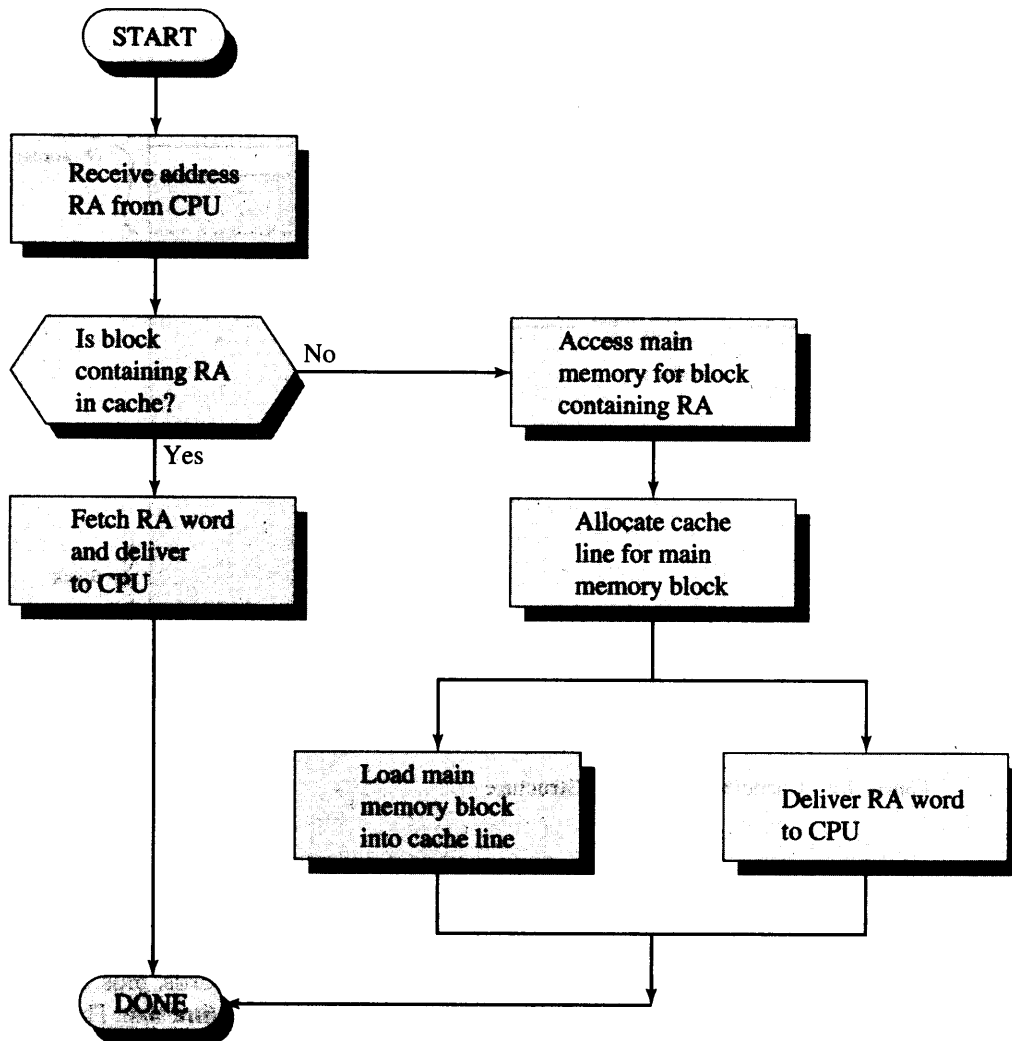 START
Receive address
RA from CPU
Is block
containing RA
in cache?
No
Access main
memory for block
containing RA
Yes
Fetch RA word
and deliver
to CPU
Allocate cache
line for main
memory block
Load main
memory block
into cache line
Deliver RA word
to CPU
DONE